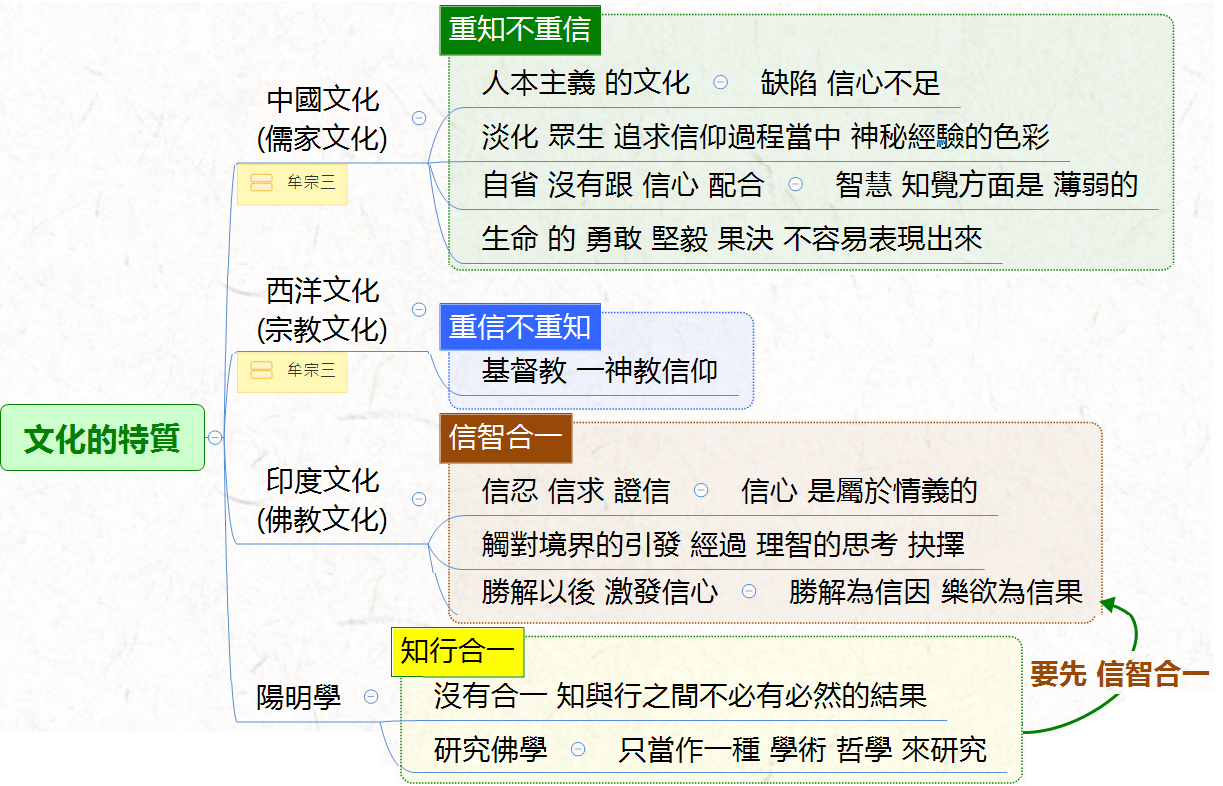 文化的特質
中國文化
(儒家文化)
牟宗三
重知不重信
人本主義 的文化
缺陷 信心不足
淡化 眾生 追求信仰過程當中 神秘經驗的色彩
自省 沒有跟 信心 配合
智慧 知覺方面是 薄弱的
生命 的 勇敢 堅毅 果決 不容易表現出來
西洋文化
(宗教文化)
牟宗三
重信不重知
基督教 一神教信仰
印度文化
(佛教文化)
信智合一
信忍 信求 證信
信心 是屬於情義的
觸對境界的引發 經過 理智的思考 抉擇
勝解以後 激發信心
勝解為信因 樂欲為信果
陽明學
知行合一
沒有合一 知與行之間不必有必然的結果
研究佛學
只當作一種 學術 哲學 來研究
要先 信智合一